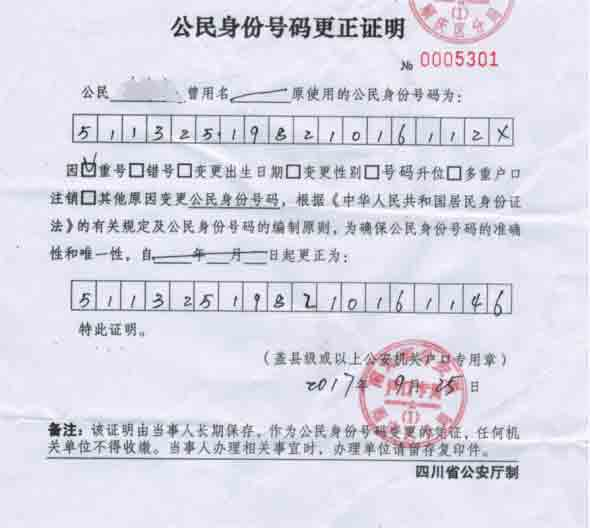 公民身份号码更正证明
№ 0005301
公民 曾用名 原使用的公民身份号码为：
51132519821016112X
因☑重号□错号□变更出生日期□变更性别□号码升位□多重户口
注销□其他原因变更公民身份号码，根据《中华人民共和国居民身份证
法》的有关规定及公民身份号码的编制原则，为确保公民身份号码的准确
性和唯一性，自 年 月 日起更正为：
511325198210161146
特此证明。
（盖县级或以上公安机关户口专用章）
2017年 9月 25日
备注：该证明由当事人长期保存。作为公民身份号码变更的凭证，任何机
关单位不得收缴。当事人办理相关事宜时，办理单位请留存复印件。
四川省公安厅制